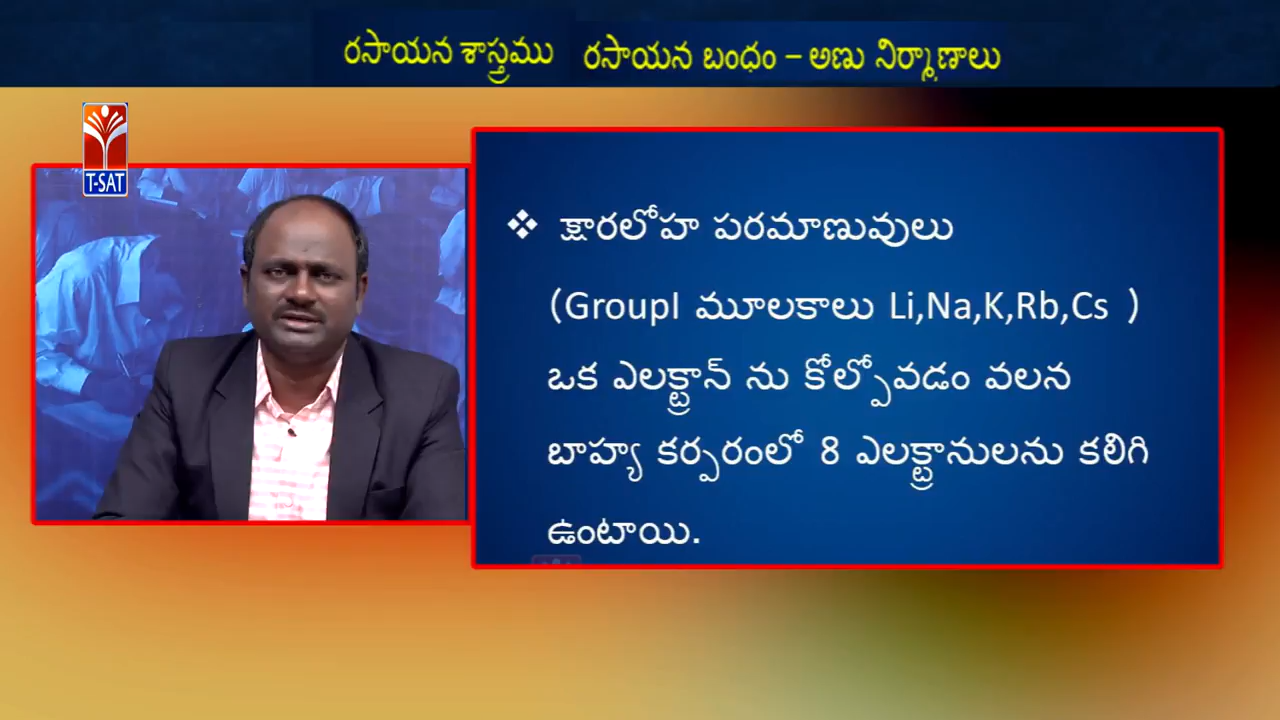 రసాయన శాస్త్రము రసాయన బంధం – అణు నిర్మాణాలు
T-SAT
❖ క్షారలోహ పరమాణువులు
(GroupI మూలకాలు Li,Na,K,Rb,Cs )
ఒక ఎలక్ట్రాన్ ను కోల్పోవడం వలన
బాహ్య కర్పరంలో 8 ఎలక్ట్రానులను కలిగి
ఉంటాయి.